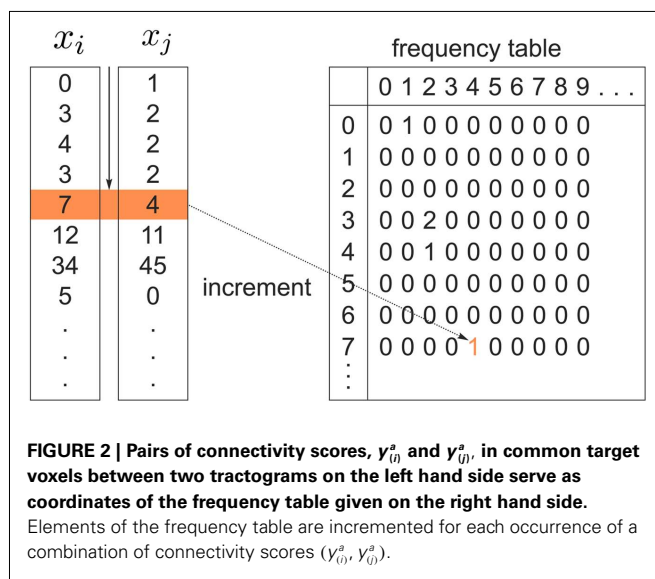 x_i x_j
0 1
3 2
4 2
3 2
7 4
12 11
34 45
5 0
. .
. .
. .
increment
frequency table
0 1 2 3 4 5 6 7 8 9 . . .
0 0 1 0 0 0 0 0 0 0 0
1 0 0 0 0 0 0 0 0 0 0
2 0 0 0 0 0 0 0 0 0 0
3 0 0 2 0 0 0 0 0 0 0
4 0 0 1 0 0 0 0 0 0 0
5 0 0 0 0 0 0 0 0 0 0
6 0 0 0 0 0 0 0 0 0 0
7 0 0 0 0 1 0 0 0 0 0
⋮
FIGURE 2 | Pairs of connectivity scores, y^a_(i) and y^a_(j), in common target
voxels between two tractograms on the left hand side serve as
coordinates of the frequency table given on the right hand side.
Elements of the frequency table are incremented for each occurrence of a
combination of connectivity scores (y^a_(i), y^a_(j)).